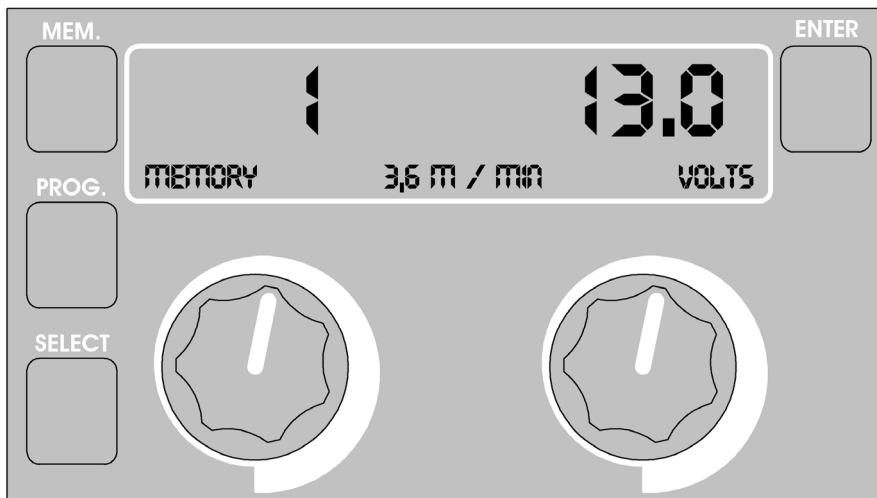 MEM.
ENTER
1 13.0
MEMORY 3,6 m / min VOLTS
PROG.
SELECT